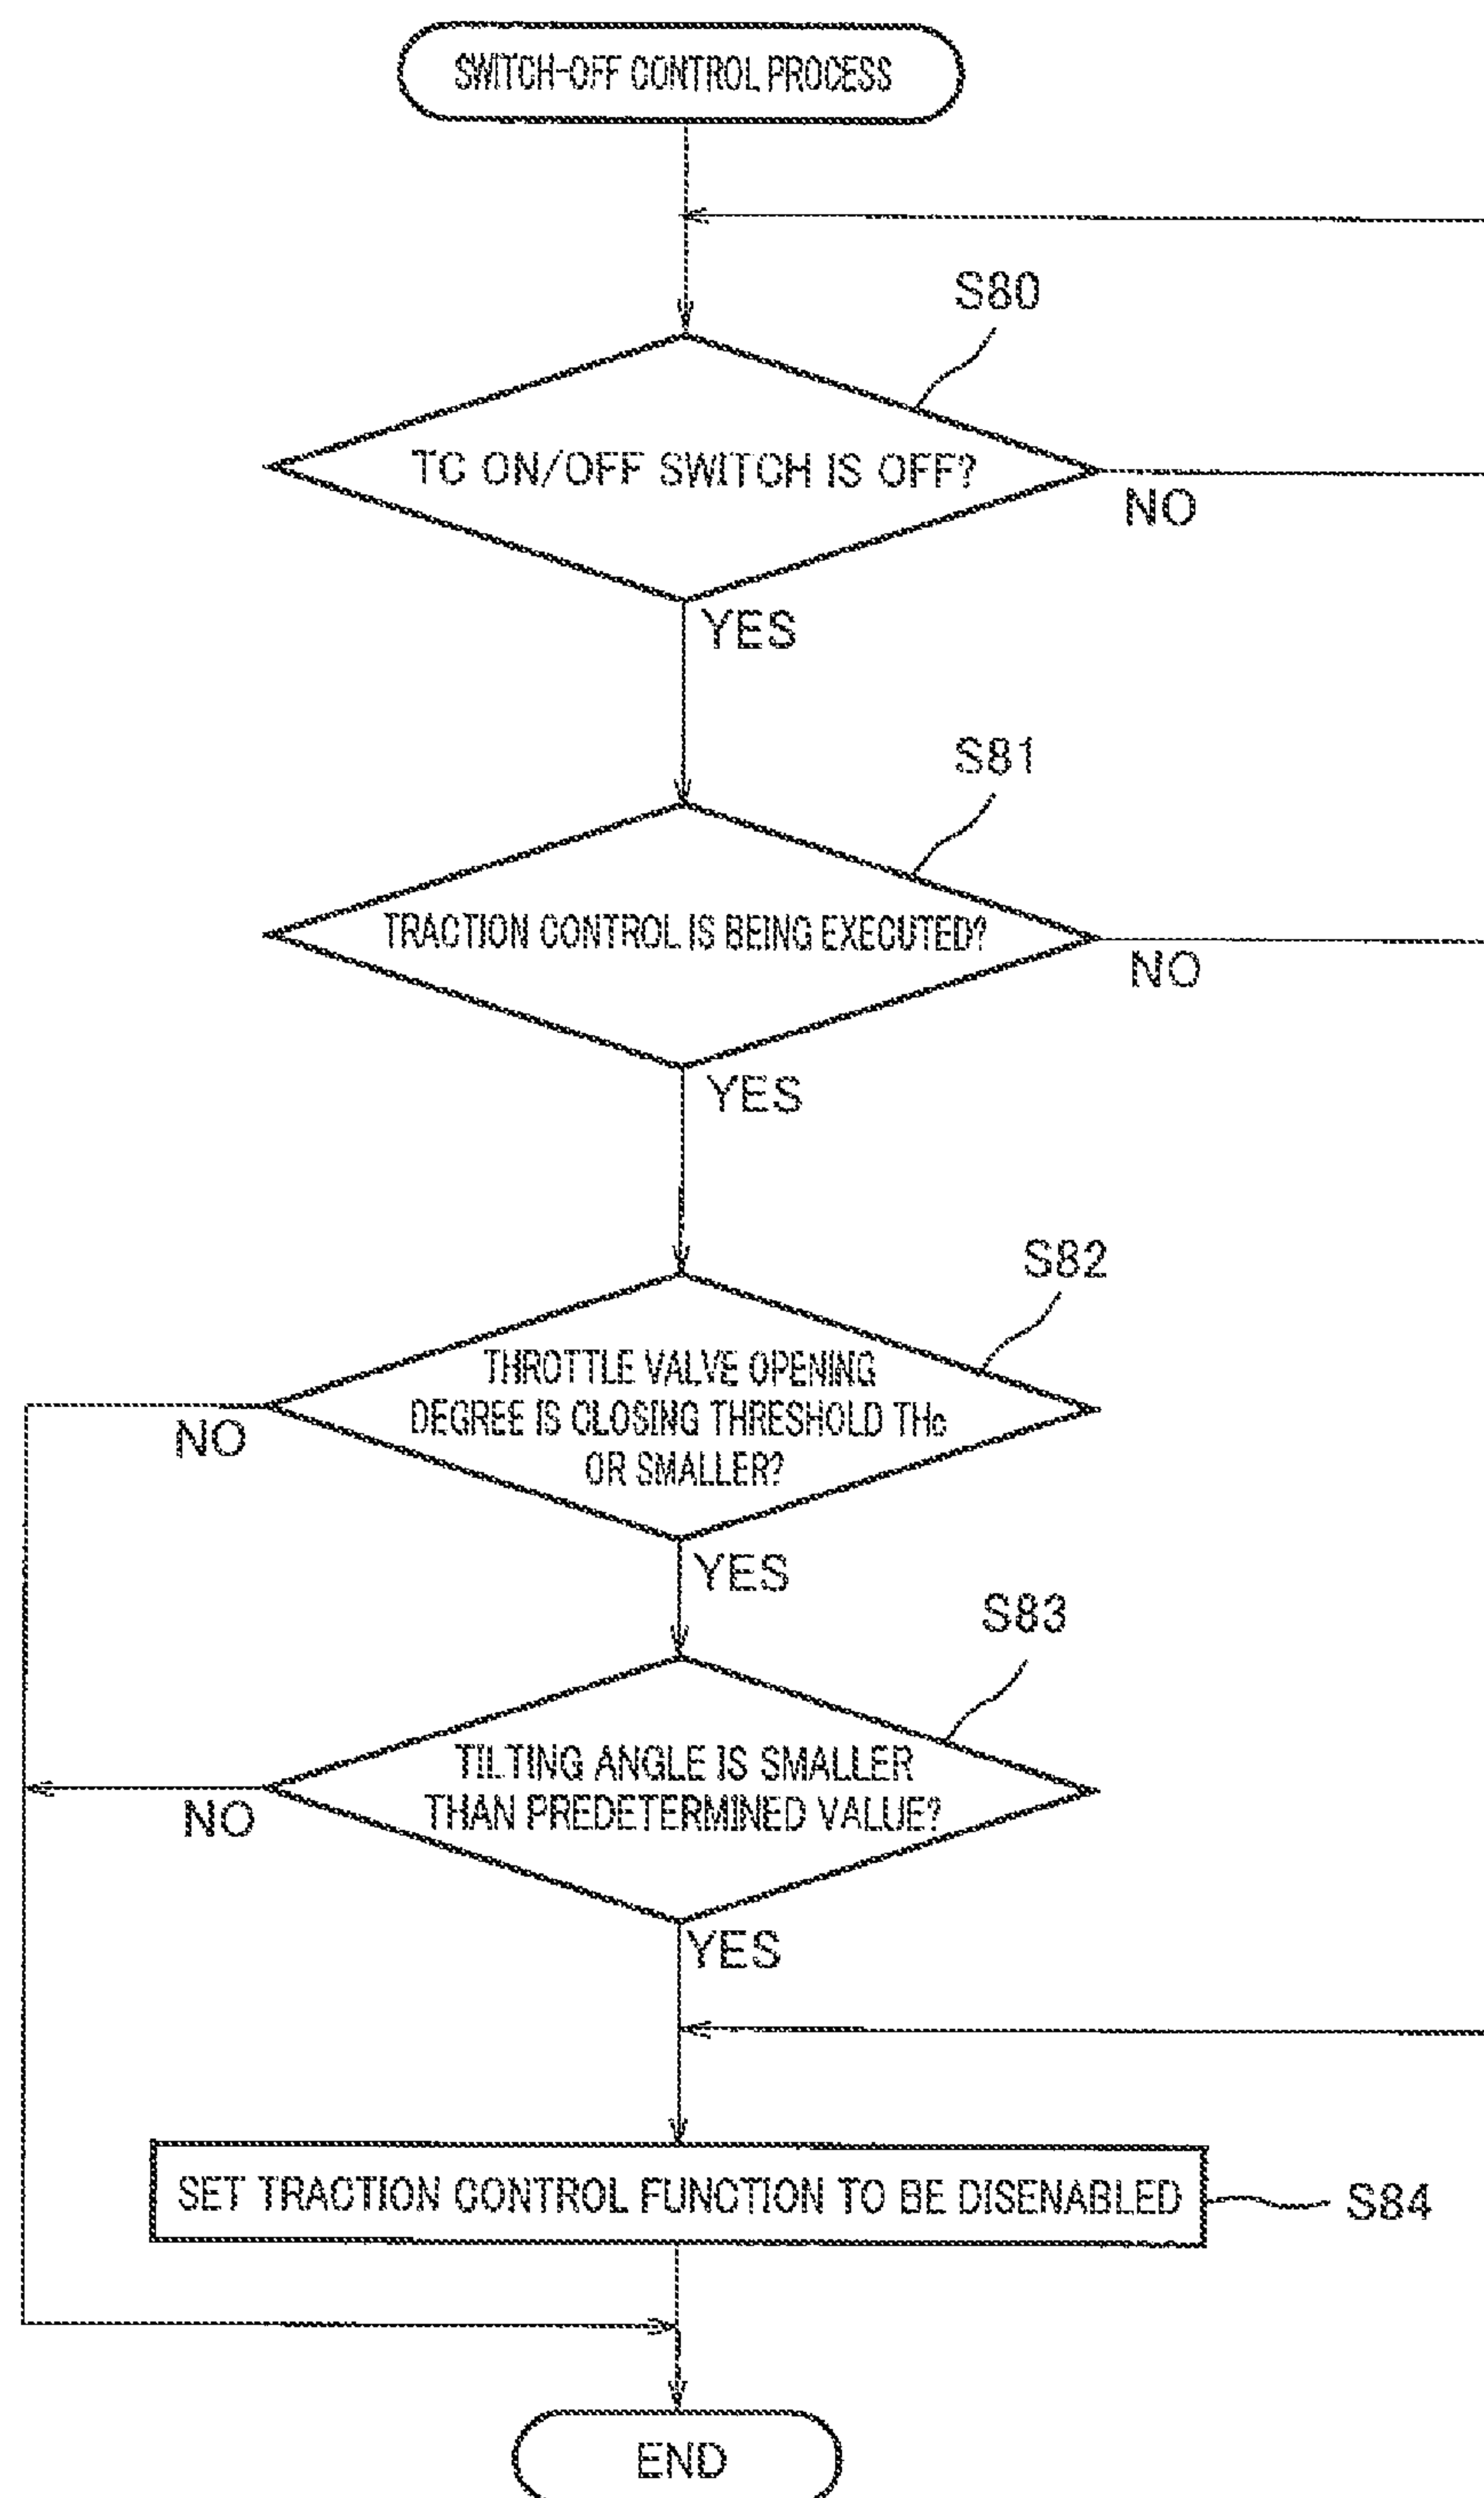 SWITCH-OFF CONTROL PROCESS
S80
TC ON/OFF SWITCH IS OFF?
NO
YES
S81
TRACTION CONTROL IS BEING EXECUTED?
NO
YES
S82
THROTTLE VALVE OPENING
DEGREE IS CLOSING THRESHOLD THc
OR SMALLER?
NO
YES
S83
TILTING ANGLE IS SMALLER
THAN PREDETERMINED VALUE?
NO
YES
SET TRACTION CONTROL FUNCTION TO BE DISENABLED
S84
END